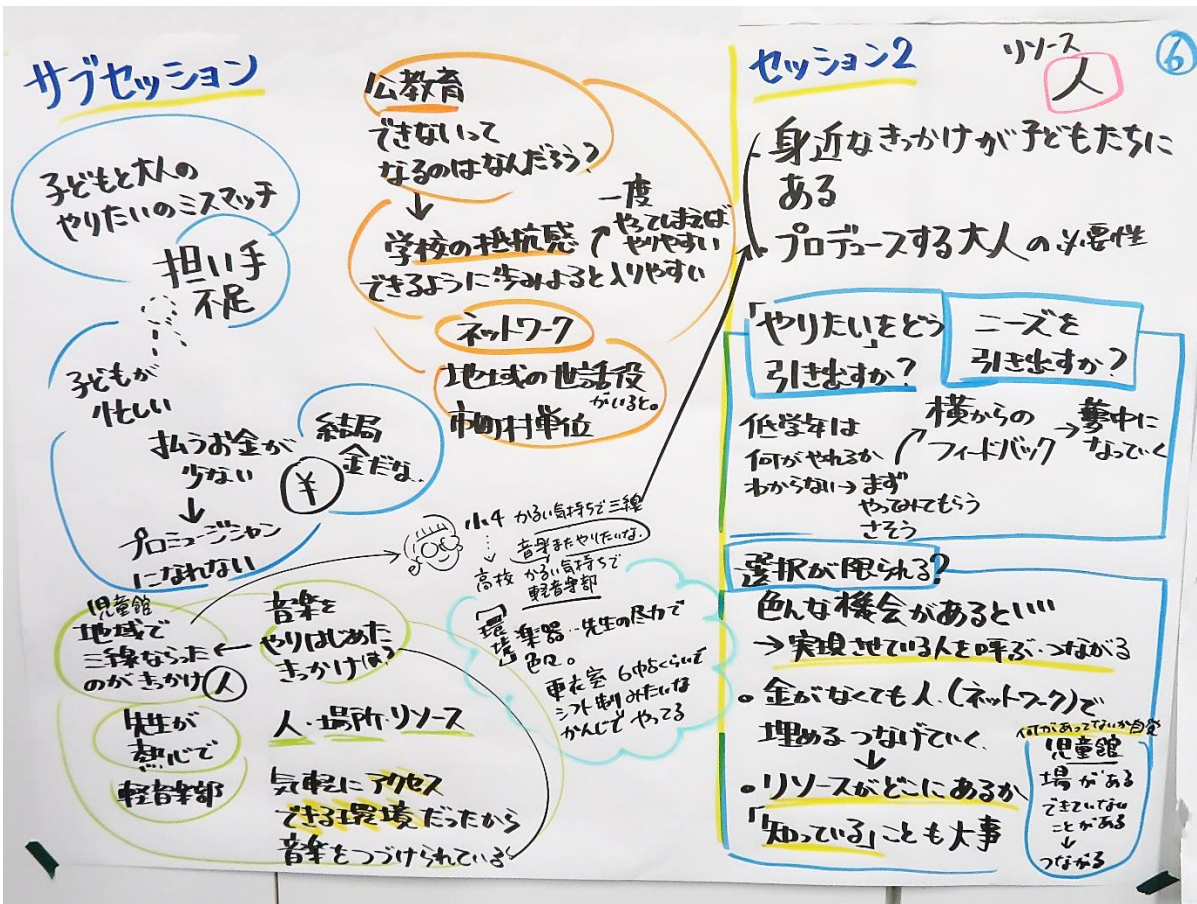 サブセッション
子どもと大人の
やりたいのミスマッチ
担い手
不足
子どもが
忙しい
払うお金が
少ない
↓
プロミュージシャン
になれない
結局
金だな
¥
公教育
できないって
なるのはなんだろう?
↓
学校の抵抗感
一度
やってしまえば
やりやすい
できるように歩みよると入りやすい
ネットワーク
地域の世話役
がいると。
市町村単位
小4 かるい気持ちで三線
音楽またやりたいな.
高校 かるい気持ちで
軽音楽部
環境
楽器‥先生の尽力で
色々。
更衣室 6中5くらいで
シフト制みたいな
かんじで やってる
児童館
地域で
三線ならった
のがきっかけ
人
音楽を
やりはじめた
きっかけは?
先生が
熱心で
軽音楽部
人・場所・リソース
気軽にアクセス
できる環境だったから
音楽をつづけられている
セッション2
リソース
人
⑥
・身近なきっかけが子どもたちに
ある
・プロデュースする大人の必要性
「やりたい」をどう
引き出すか?
ニーズを
引き出すか?
低学年は
何がやれるか
わからない→まず
やってみてもらう
さそう
横からの
フィードバック
→夢中に
なっていく
選択が限られる?
色んな機会があるといい
→実現させている人を呼ぶ・つながる
●金がなくても人.(ネットワーク)で
埋める つなげていく.
↓
●リソースがどこにあるか
「知っている」ことも大事
何があってないか
児童館
場がある
できていない
ことがある
↓
つながる